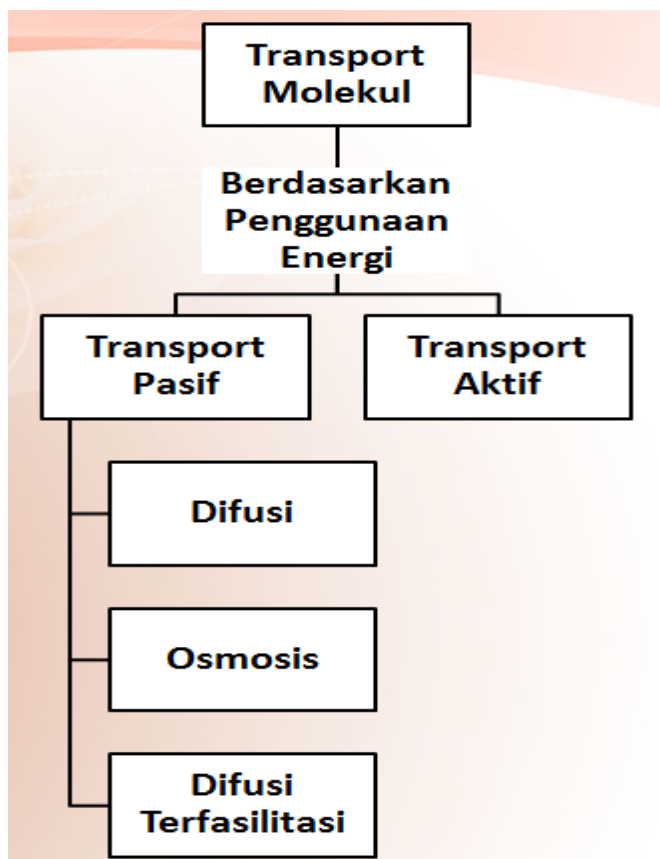 Transport
Molekul
Berdasarkan
Penggunaan
Energi
Transport
Pasif
Transport
Aktif
Difusi
Osmosis
Difusi
Terfasilitasi